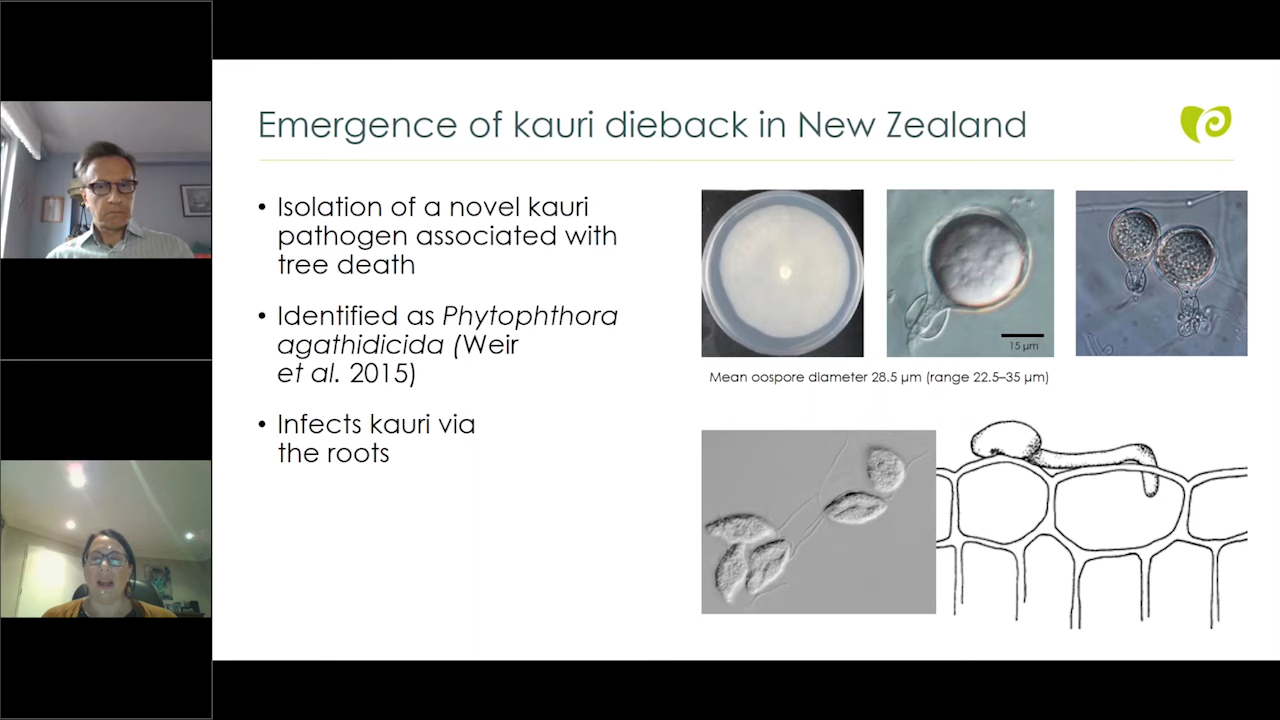 Emergence of kauri dieback in New Zealand
• Isolation of a novel kauri
pathogen associated with
tree death
• Identified as Phytophthora
agathidicida (Weir
et al. 2015)
• Infects kauri via
the roots
15 µm
Mean oospore diameter 28.5 µm (range 22.5–35 µm)